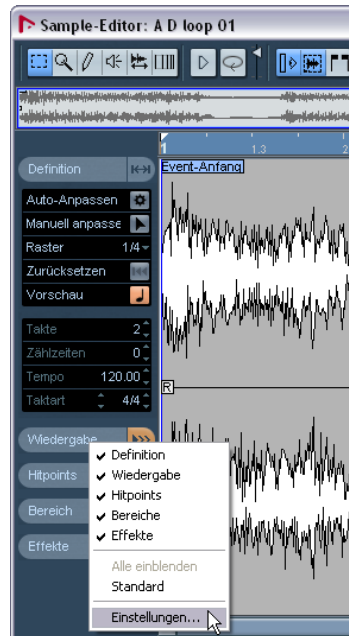 Sample-Editor: A D loop 01
1
1.3
2
Definition
Event-Anfang
Auto-Anpassen
Manuell anpasse
Raster 1/4
Zurücksetzen
Vorschau
Takte 2
Zählzeiten 0
Tempo 120.00
Taktart 4/4
R
Wiedergabe
Hitpoints
Bereich
Effekte
Definition
Wiedergabe
Hitpoints
Bereiche
Effekte
Alle einblenden
Standard
Einstellungen...